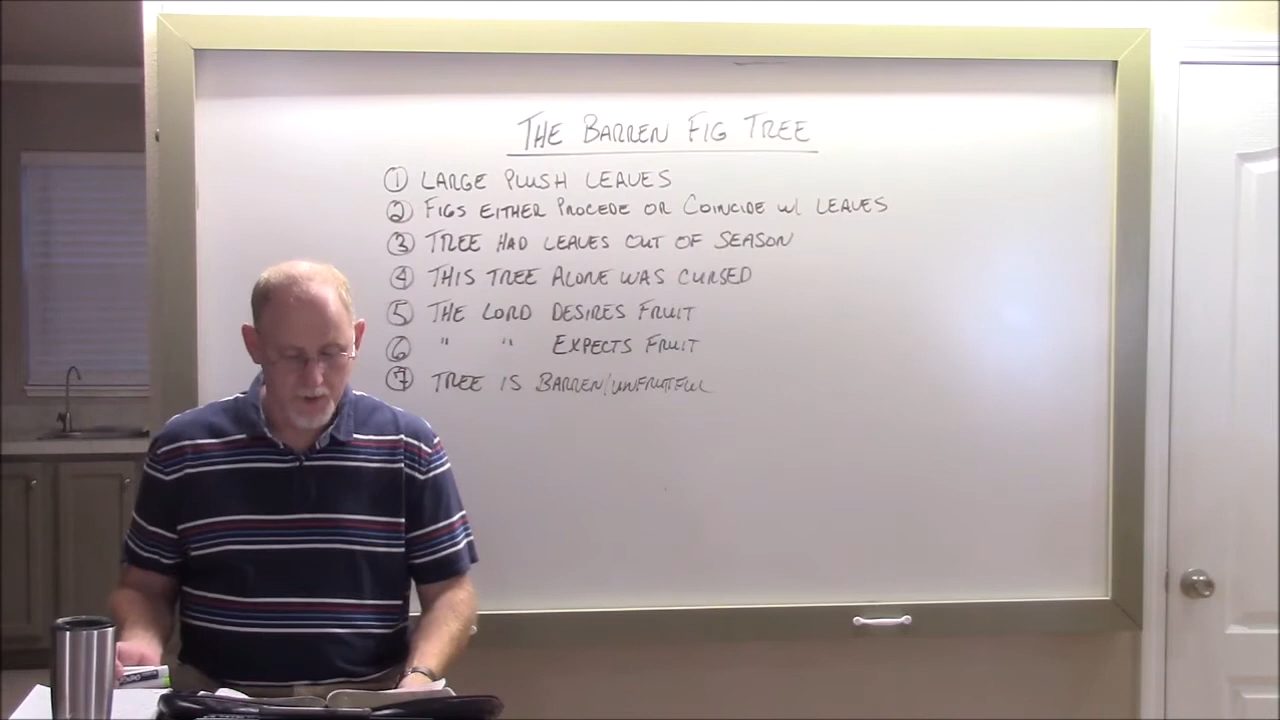 THE BARREN FIG TREE
① LARGE PLUSH LEAVES
② FIGS EITHER PROCEDE OR COINCIDE W/ LEAVES
③ TREE HAD LEAVES OUT OF SEASON
④ THIS TREE ALONE WAS CURSED
⑤ THE LORD DESIRES FRUIT
⑥ " " EXPECTS FRUIT
⑦ TREE IS BARREN/UNFRUITFUL